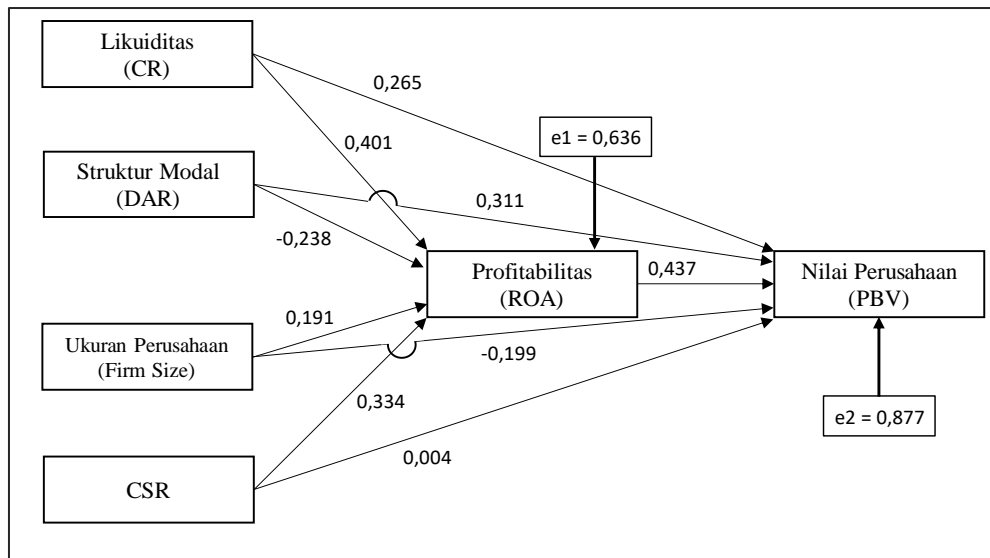 Likuiditas
(CR)
0,265
e1 = 0,636
0,401
Struktur Modal
(DAR)
0,311
-0,238
Profitabilitas
(ROA)
0,437
Nilai Perusahaan
(PBV)
0,191
Ukuran Perusahaan
(Firm Size)
-0,199
0,334
e2 = 0,877
0,004
CSR